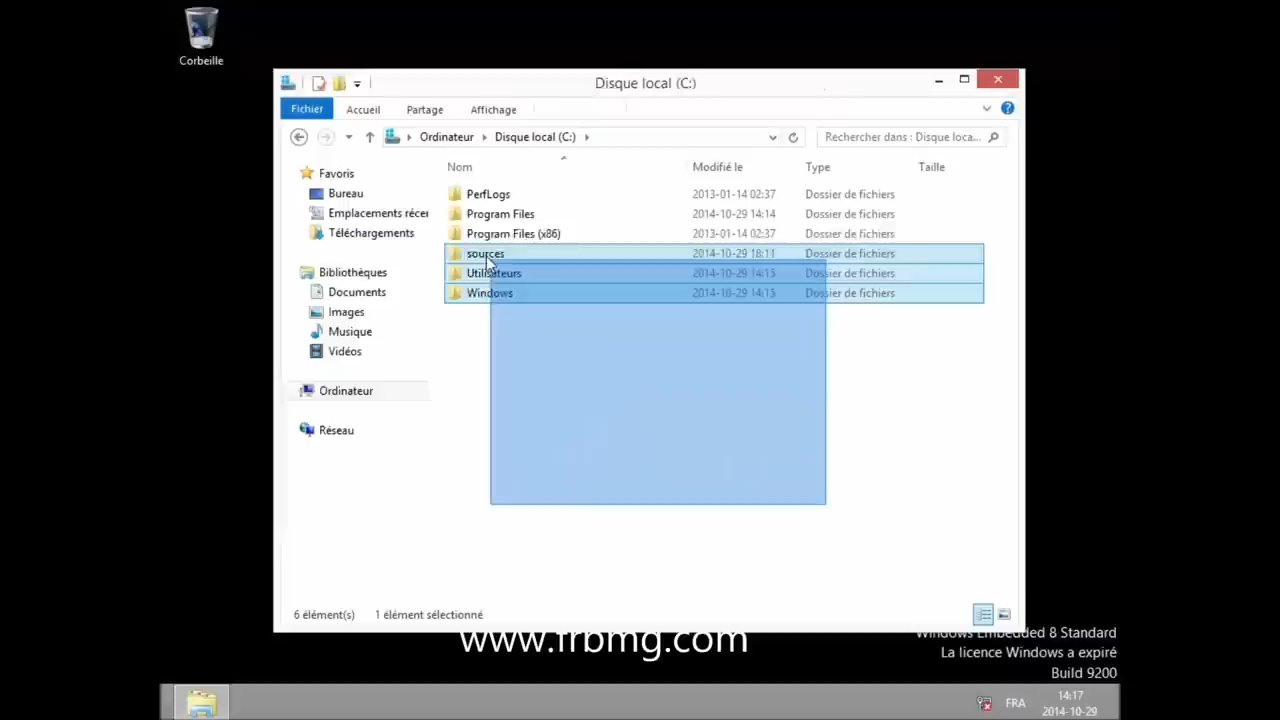 Corbeille
Disque local (C:)
Fichier Accueil Partage Affichage
Ordinateur Disque local (C:) Rechercher dans : Disque loca...
Nom Modifié le Type Taille
Favoris
Bureau
Emplacements récer
Téléchargements
Bibliothèques
Documents
Images
Musique
Vidéos
Ordinateur
Réseau
PerfLogs 2013-01-14 02:37 Dossier de fichiers
Program Files 2014-10-29 14:14 Dossier de fichiers
Program Files (x86) 2013-01-14 02:37 Dossier de fichiers
sources 2014-10-29 18:11 Dossier de fichiers
Utilisateurs 2014-10-29 14:15 Dossier de fichiers
Windows 2014-10-29 14:15 Dossier de fichiers
6 élément(s) 1 élément sélectionné
www.frbmg.com
Windows Embedded 8 Standard
La licence Windows a expiré
Build 9200
FRA
14:17
2014-10-29